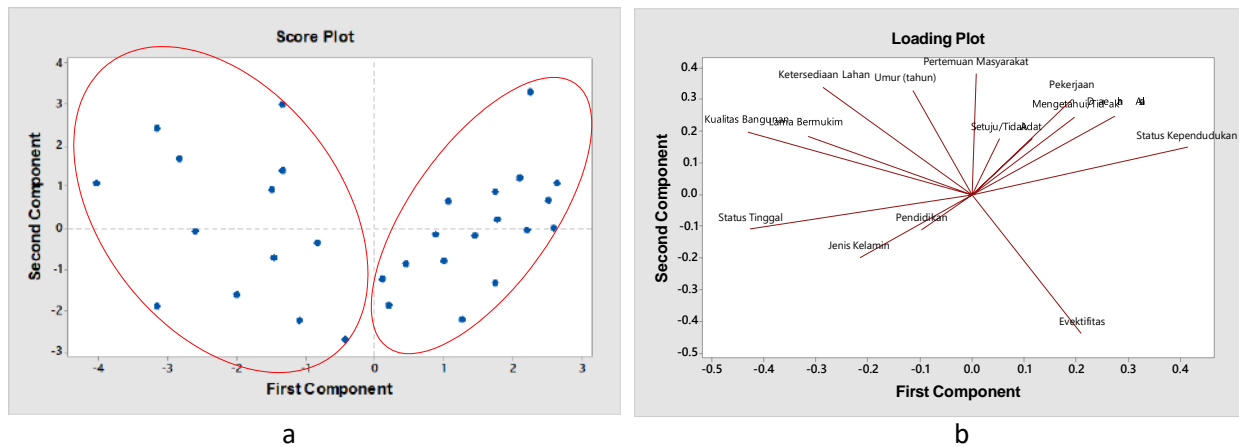 Score Plot
4
3
2
1
0
-1
-2
-3
Second Component
-4
-3
-2
-1
0
1
2
3
First Component
a
Loading Plot
0.4
0.3
0.2
0.1
0.0
-0.1
-0.2
-0.3
-0.4
-0.5
Second Component
Pertemuan Masyarakat
Ketersediaan Lahan
Umur (tahun)
Pekerjaan
Mengetahui/Tidak
Kualitas Bangunan
Lama Bermukim
Setuju/Tidak
Adat
Status Kependudukan
Status Tinggal
Pendidikan
Jenis Kelamin
Evektifitas
-0.5
-0.4
-0.3
-0.2
-0.1
0.0
0.1
0.2
0.3
0.4
First Component
b